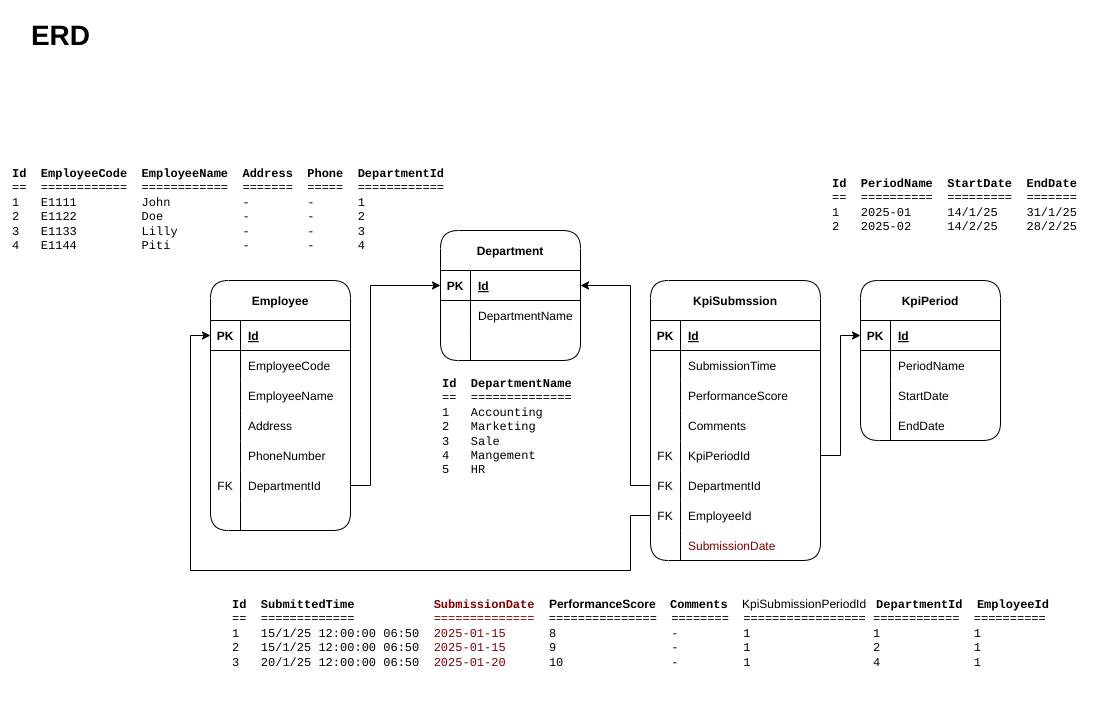 ERD
Id EmployeeCode EmployeeName Address Phone DepartmentId
== ============ ============ ======= ===== ============
1 E1111 John - - 1
2 E1122 Doe - - 2
3 E1133 Lilly - - 3
4 E1144 Piti - - 4
Id PeriodName StartDate EndDate
== ========== ========= =======
1 2025-01 14/1/25 31/1/25
2 2025-02 14/2/25 28/2/25
Department
PK Id
DepartmentName
Employee
PK Id
EmployeeCode
EmployeeName
Address
PhoneNumber
FK DepartmentId
KpiSubmssion
PK Id
SubmissionTime
PerformanceScore
Comments
FK KpiPeriodId
FK DepartmentId
FK EmployeeId
SubmissionDate
KpiPeriod
PK Id
PeriodName
StartDate
EndDate
Id DepartmentName
== ==============
1 Accounting
2 Marketing
3 Sale
4 Mangement
5 HR
Id SubmittedTime SubmissionDate PerformanceScore Comments KpiSubmissionPeriodId DepartmentId EmployeeId
== ============= ============== =============== ======== ================= ============ ==========
1 15/1/25 12:00:00 06:50 2025-01-15 8 - 1 1 1
2 15/1/25 12:00:00 06:50 2025-01-15 9 - 1 2 1
3 20/1/25 12:00:00 06:50 2025-01-20 10 - 1 4 1